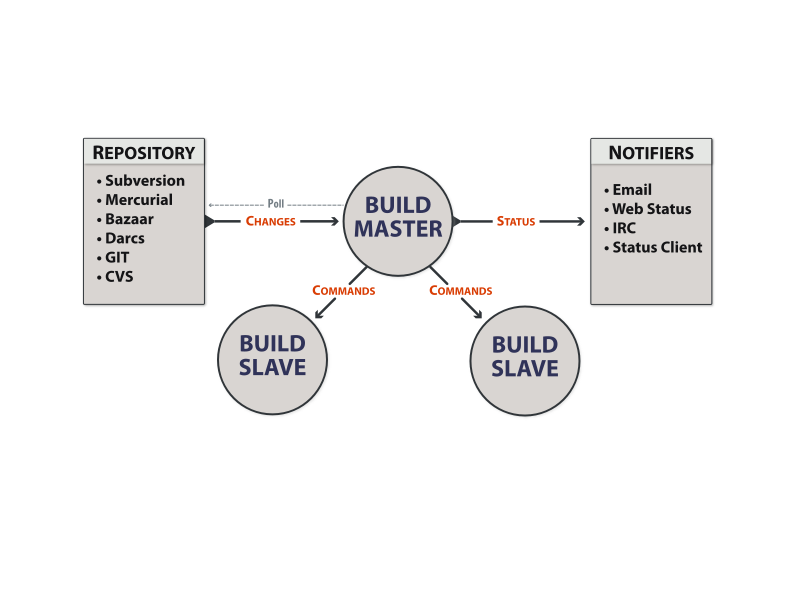 REPOSITORY
• Subversion
• Mercurial
• Bazaar
• Darcs
• GIT
• CVS
Poll
CHANGES
BUILD
MASTER
STATUS
NOTIFIERS
• Email
• Web Status
• IRC
• Status Client
COMMANDS
COMMANDS
BUILD
SLAVE
BUILD
SLAVE